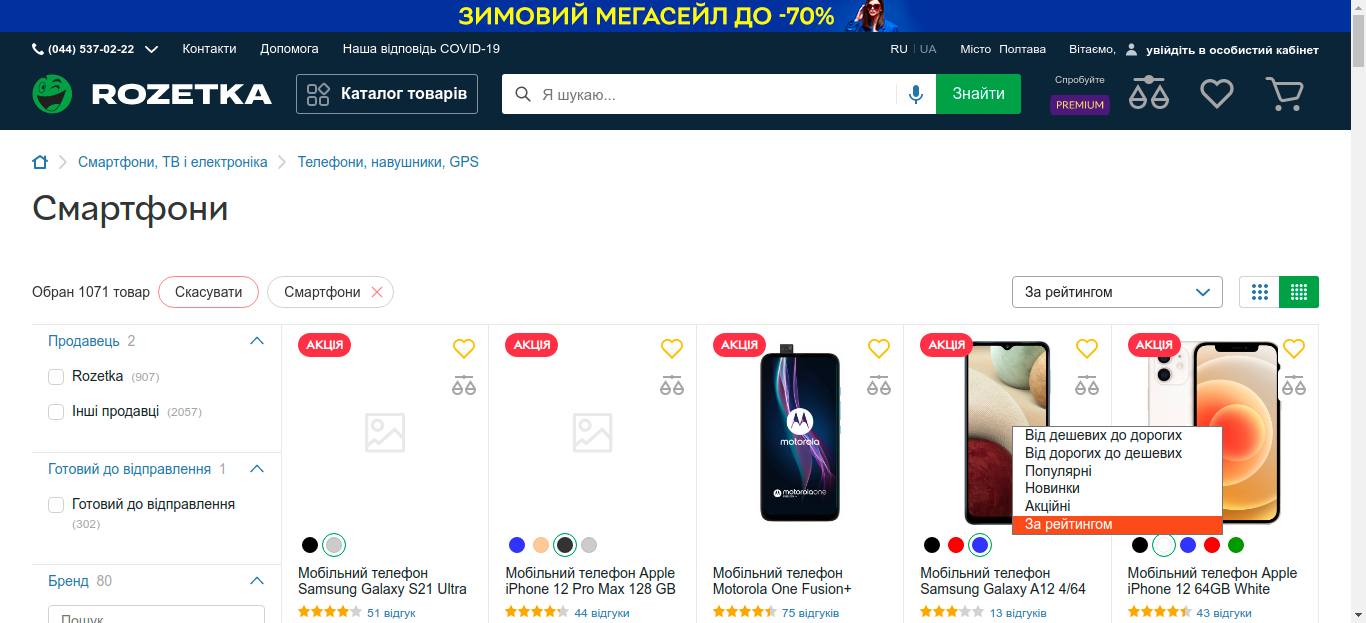 ЗИМОВИЙ МЕГАСЕЙЛ ДО -70%
(044) 537-02-22 Контакти Допомога Наша відповідь COVID-19 RU UA Місто Полтава Вітаємо, увійдіть в особистий кабінет
ROZETKA Каталог товарів Я шукаю... Знайти Спробуйте
PREMIUM
Смартфони, ТВ і електроніка Телефони, навушники, GPS
Смартфони
Обран 1071 товар Скасувати Смартфони За рейтингом
Продавець 2
Rozetka (907)
Інші продавці (2057)
Готовий до відправлення 1
Готовий до відправлення
(302)
Бренд 80
Пошук
АКЦІЯ
Мобільний телефон
Samsung Galaxy S21 Ultra
51 відгук
АКЦІЯ
Мобільний телефон Apple
iPhone 12 Pro Max 128 GB
44 відгуки
АКЦІЯ
motorola
motorolaone
Мобільний телефон
Motorola One Fusion+
75 відгуків
АКЦІЯ
Мобільний телефон
Samsung Galaxy A12 4/64
13 відгуків
АКЦІЯ
Мобільний телефон Apple
iPhone 12 64GB White
43 відгуки
Від дешевих до дорогих
Від дорогих до дешевих
Популярні
Новинки
Акційні
За рейтингом